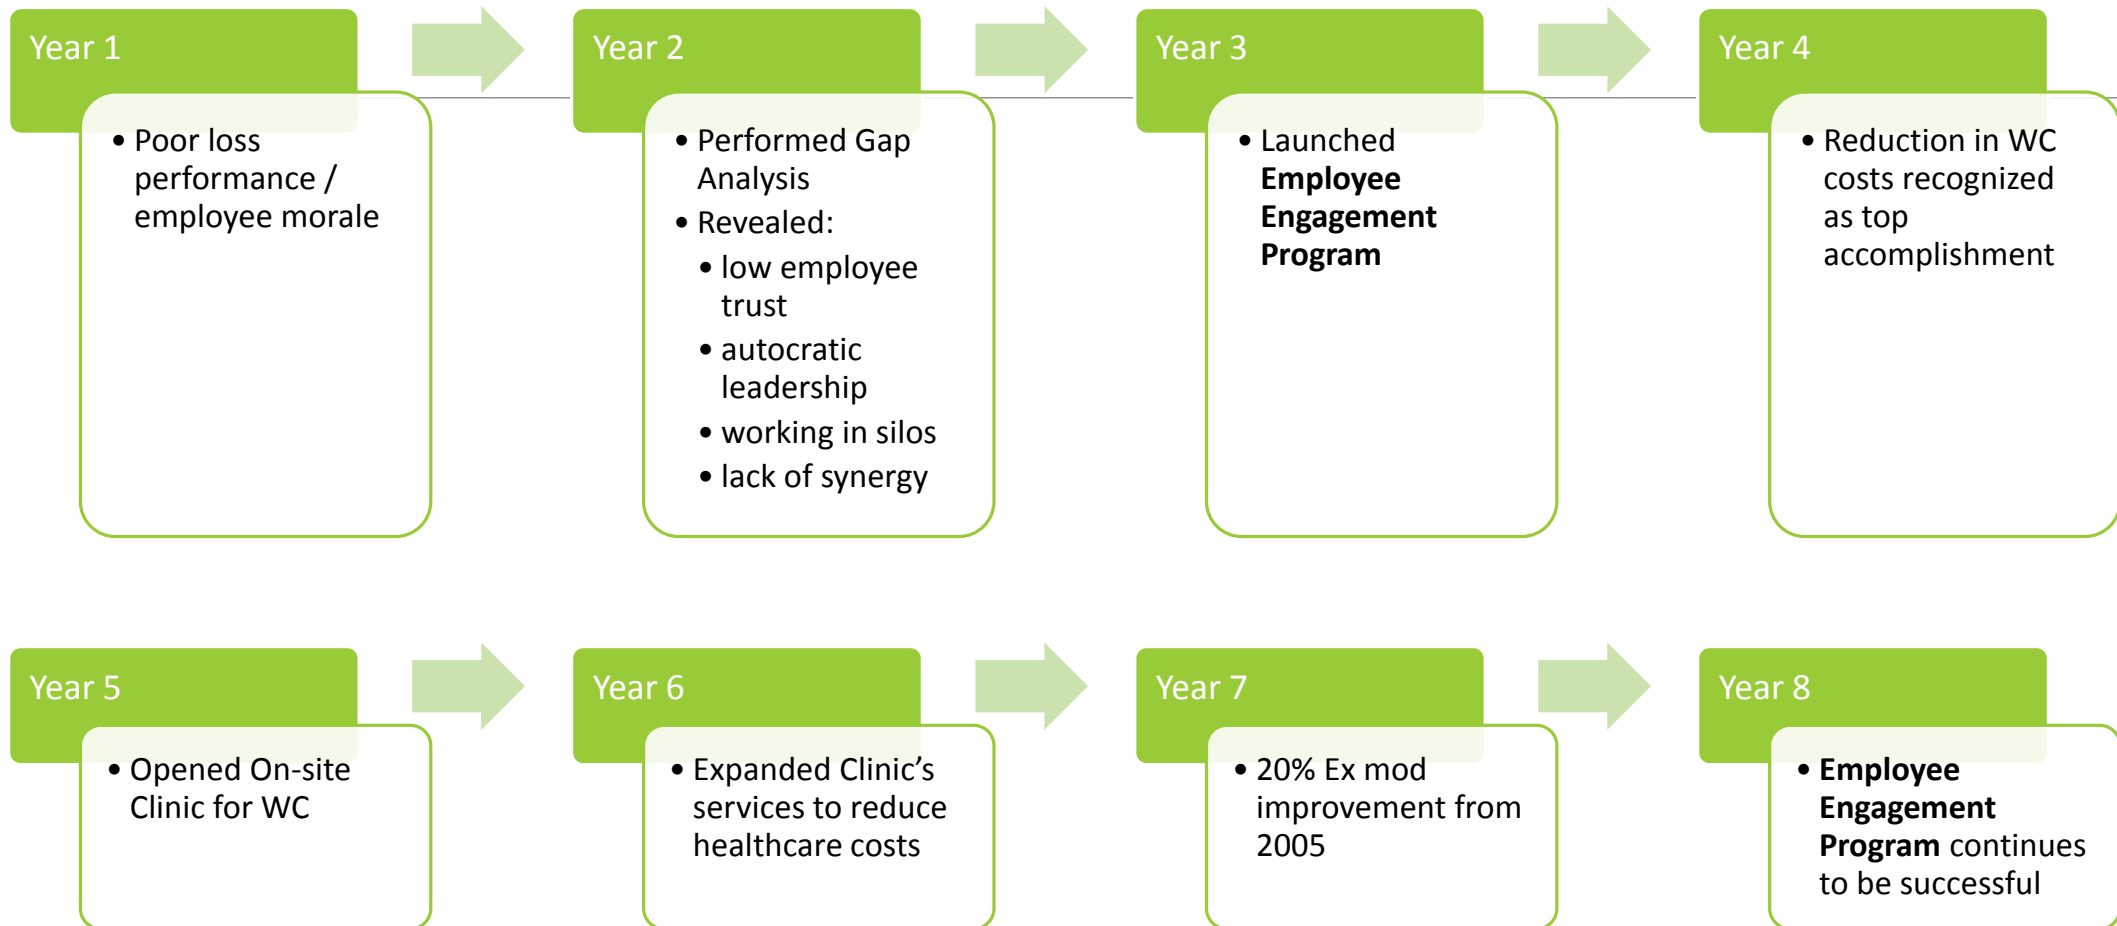 Year 1
• Poor loss
performance /
employee morale
Year 2
• Performed Gap
Analysis
• Revealed:
• low employee
trust
• autocratic
leadership
• working in silos
• lack of synergy
Year 3
• Launched
Employee
Engagement
Program
Year 4
• Reduction in WC
costs recognized
as top
accomplishment
Year 5
• Opened On-site
Clinic for WC
Year 6
• Expanded Clinic’s
services to reduce
healthcare costs
Year 7
• 20% Ex mod
improvement from
2005
Year 8
• Employee
Engagement
Program continues
to be successful